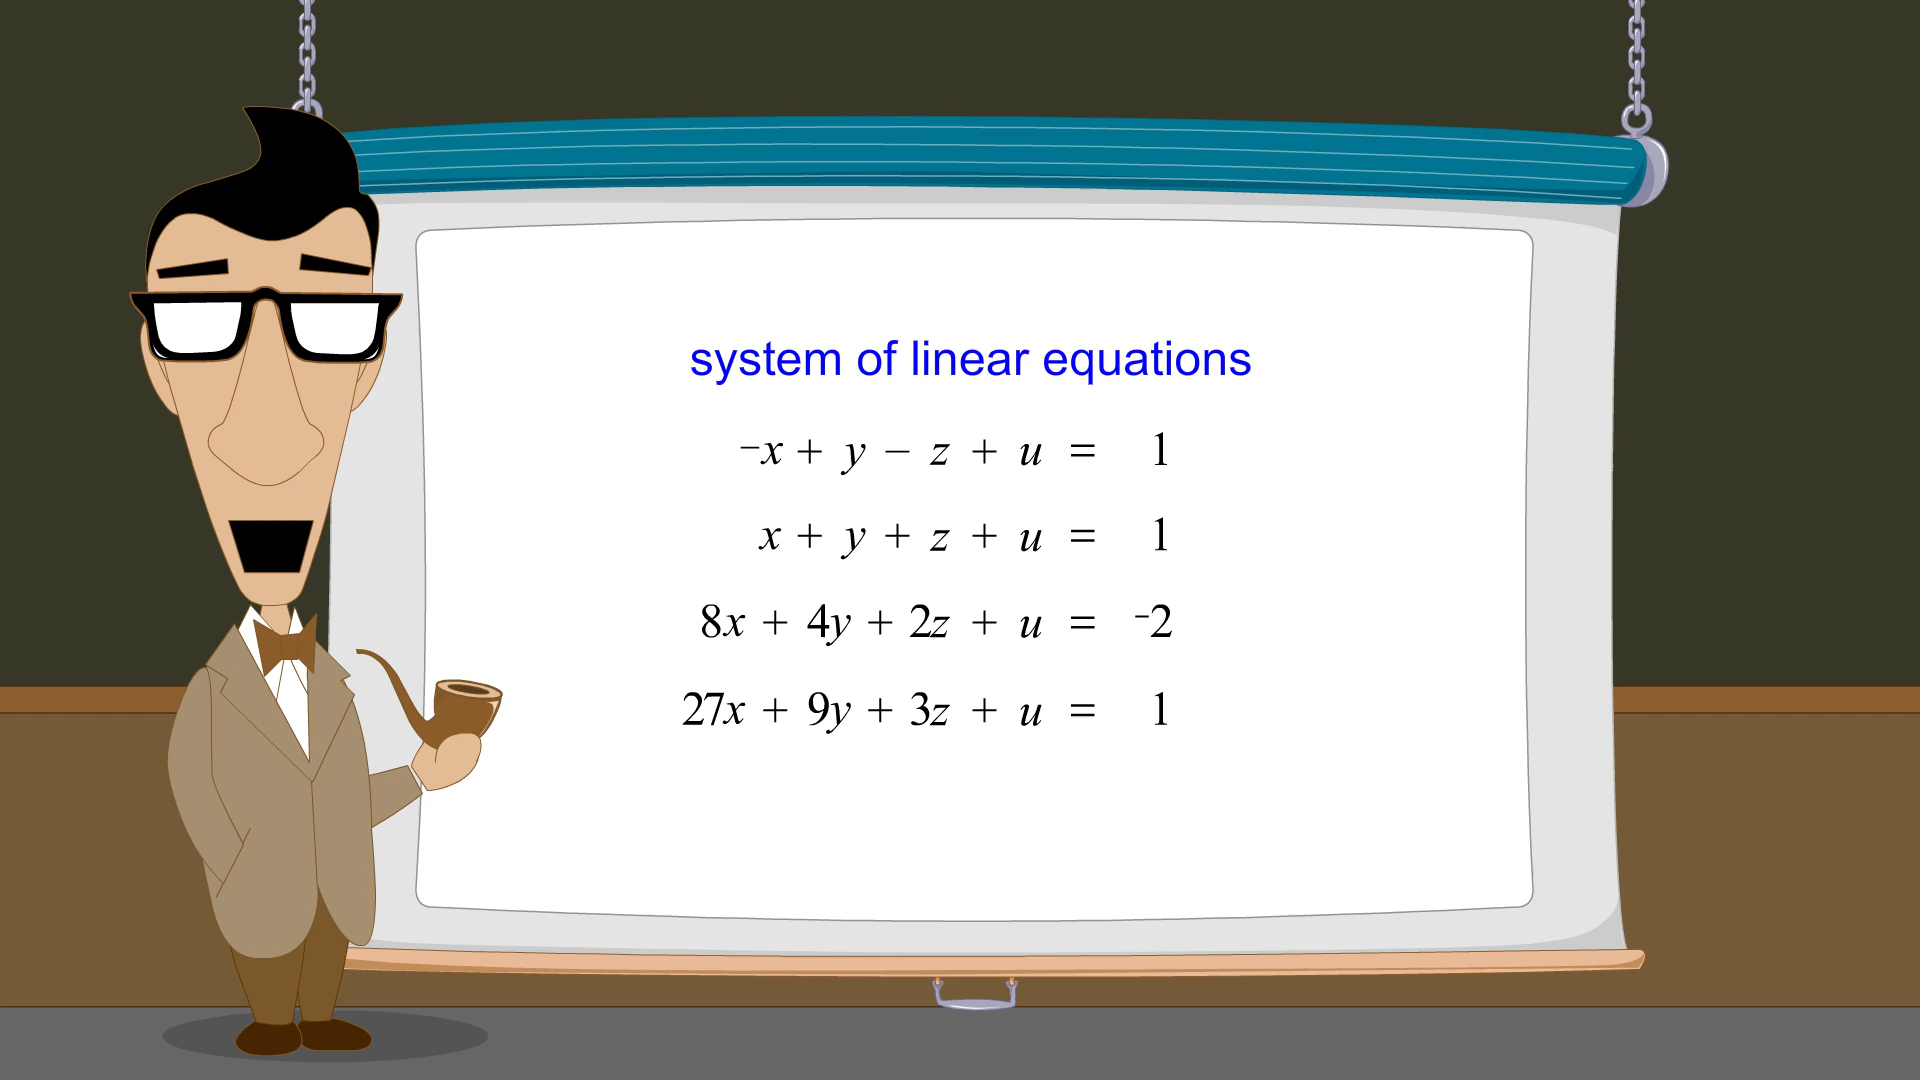 system of linear equations
⁻x + y − z + u = 1
x + y + z + u = 1
8x + 4y + 2z + u = ⁻2
27x + 9y + 3z + u = 1